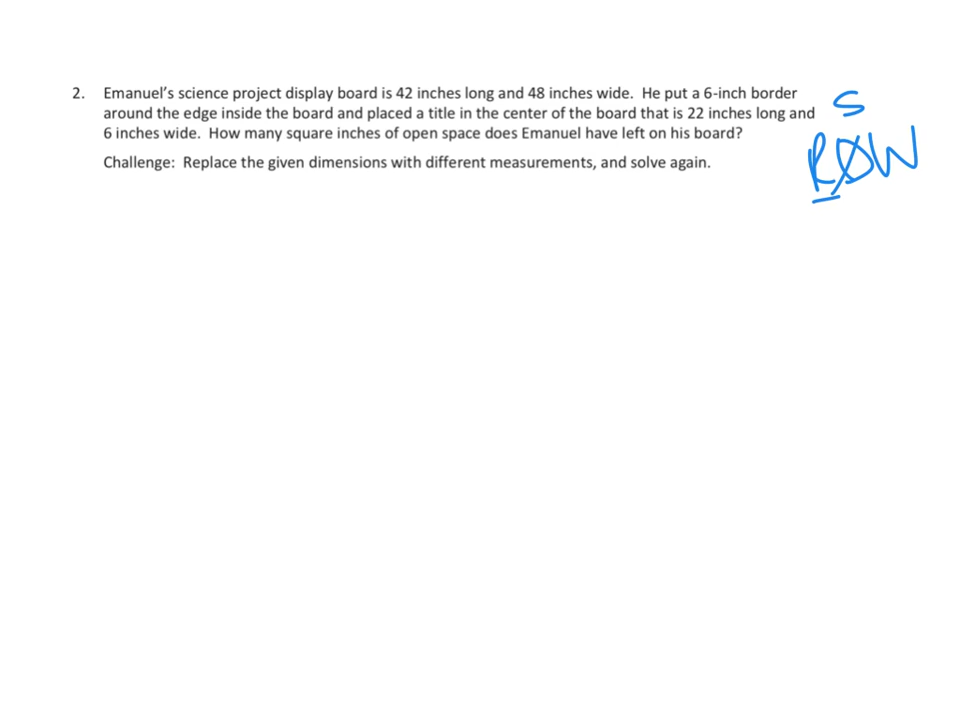 2. Emanuel's science project display board is 42 inches long and 48 inches wide. He put a 6-inch border
around the edge inside the board and placed a title in the center of the board that is 22 inches long and
6 inches wide. How many square inches of open space does Emanuel have left on his board?
Challenge: Replace the given dimensions with different measurements, and solve again.
S
RDW